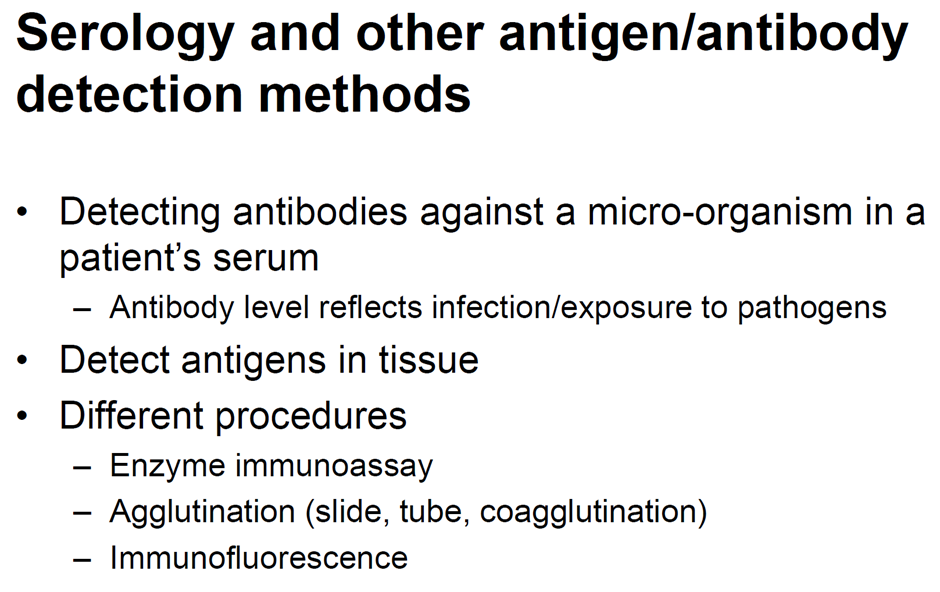 Serology and other antigen/antibody
detection methods
• Detecting antibodies against a micro-organism in a
patient’s serum
– Antibody level reflects infection/exposure to pathogens
• Detect antigens in tissue
• Different procedures
– Enzyme immunoassay
– Agglutination (slide, tube, coagglutination)
– Immunofluorescence